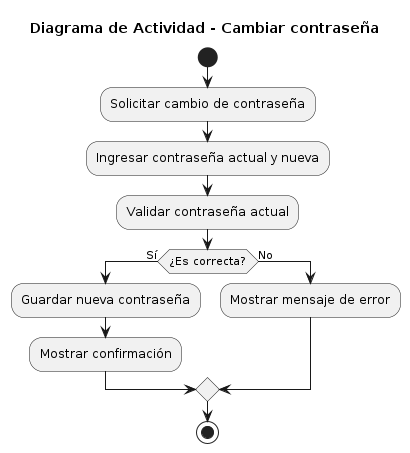 Diagrama de Actividad - Cambiar contraseña
Solicitar cambio de contraseña
Ingresar contraseña actual y nueva
Validar contraseña actual
Sí
¿Es correcta?
No
Guardar nueva contraseña
Mostrar mensaje de error
Mostrar confirmación